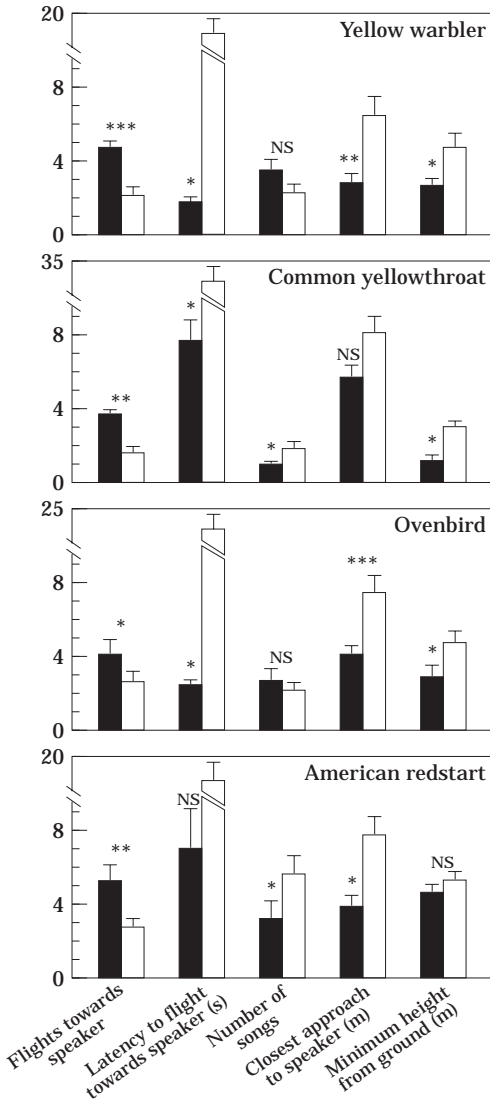 20
Yellow warbler
8
***
NS
4
**
*
*
0
35
Common yellowthroat
8
*
NS
**
4
*
*
0
25
Ovenbird
8
***
*
NS
4
*
*
0
20
American redstart
8
NS
**
NS
4
*
*
0
Flights towards
speaker
Latency to flight
towards speaker (s)
Number of
songs
Closest approach
to speaker (m)
Minimum height
from ground (m)